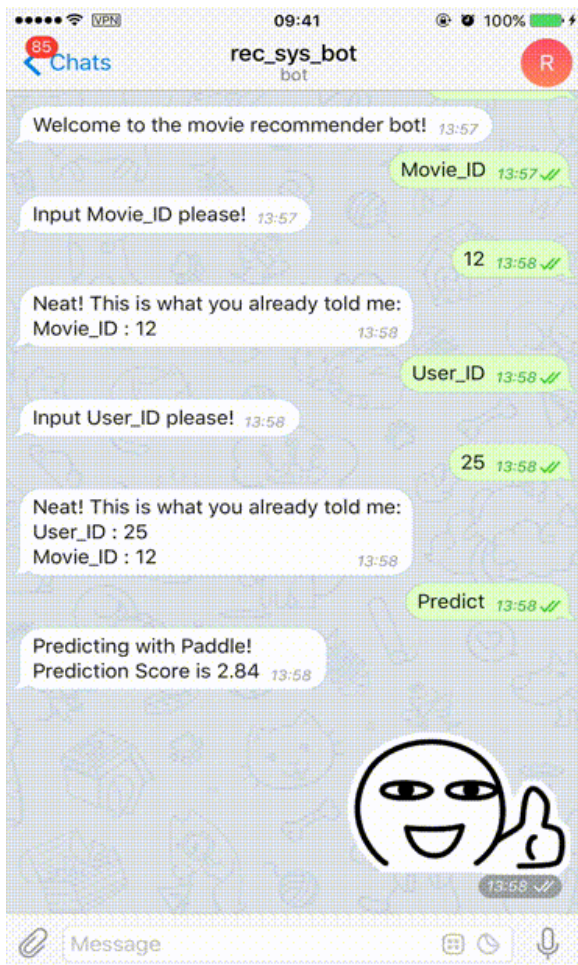 VPN 09:41 100%
85
Chats rec_sys_bot R
bot
Welcome to the movie recommender bot! 13:57
Movie_ID 13:57
Input Movie_ID please! 13:57
12 13:58
Neat! This is what you already told me:
Movie_ID : 12 13:58
User_ID 13:58
Input User_ID please! 13:58
25 13:58
Neat! This is what you already told me:
User_ID : 25
Movie_ID : 12 13:58
Predict 13:58
Predicting with Paddle!
Prediction Score is 2.84 13:58
13:58
Message